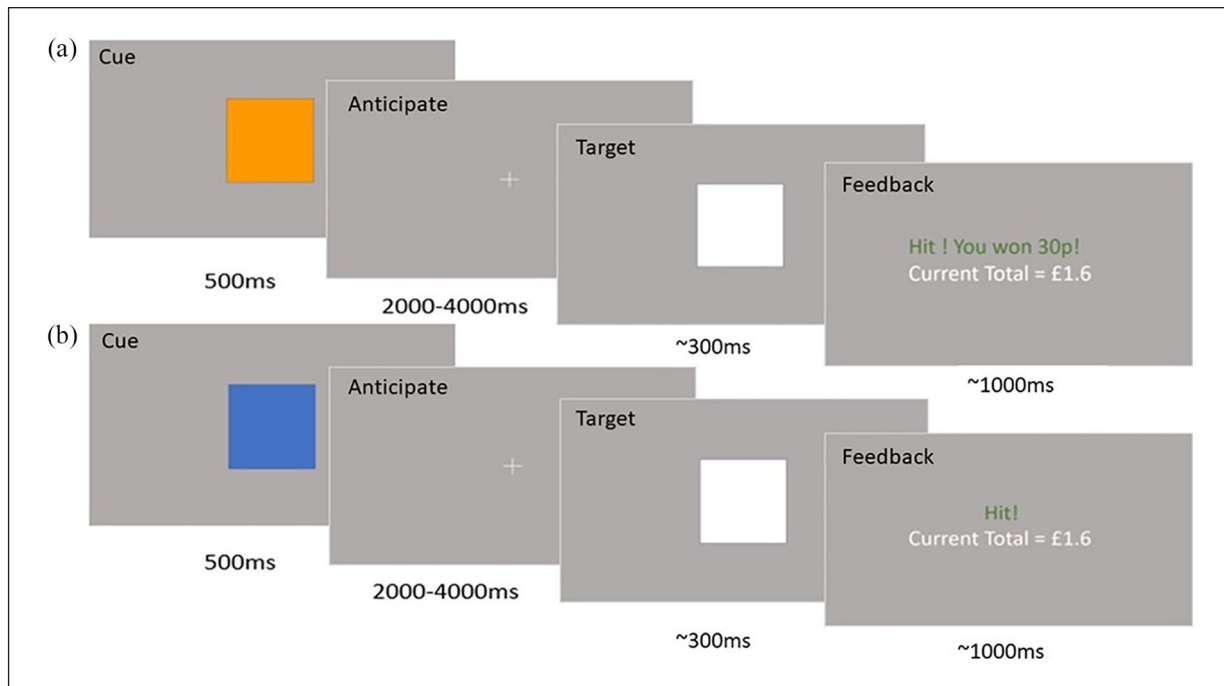 (a)
Cue
500ms
Anticipate
2000-4000ms
Target
~300ms
Feedback
Hit ! You won 30p!
Current Total = £1.6
~1000ms
(b)
Cue
500ms
Anticipate
2000-4000ms
Target
~300ms
Feedback
Hit!
Current Total = £1.6
~1000ms